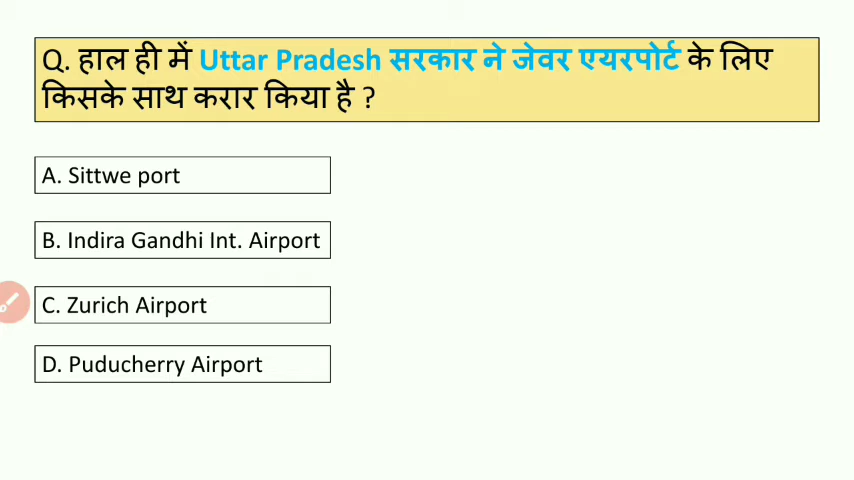 Q. हाल ही में Uttar Pradesh सरकार ने जेवर एयरपोर्ट के लिए
किसके साथ करार किया है ?
A. Sittwe port
B. Indira Gandhi Int. Airport
C. Zurich Airport
D. Puducherry Airport